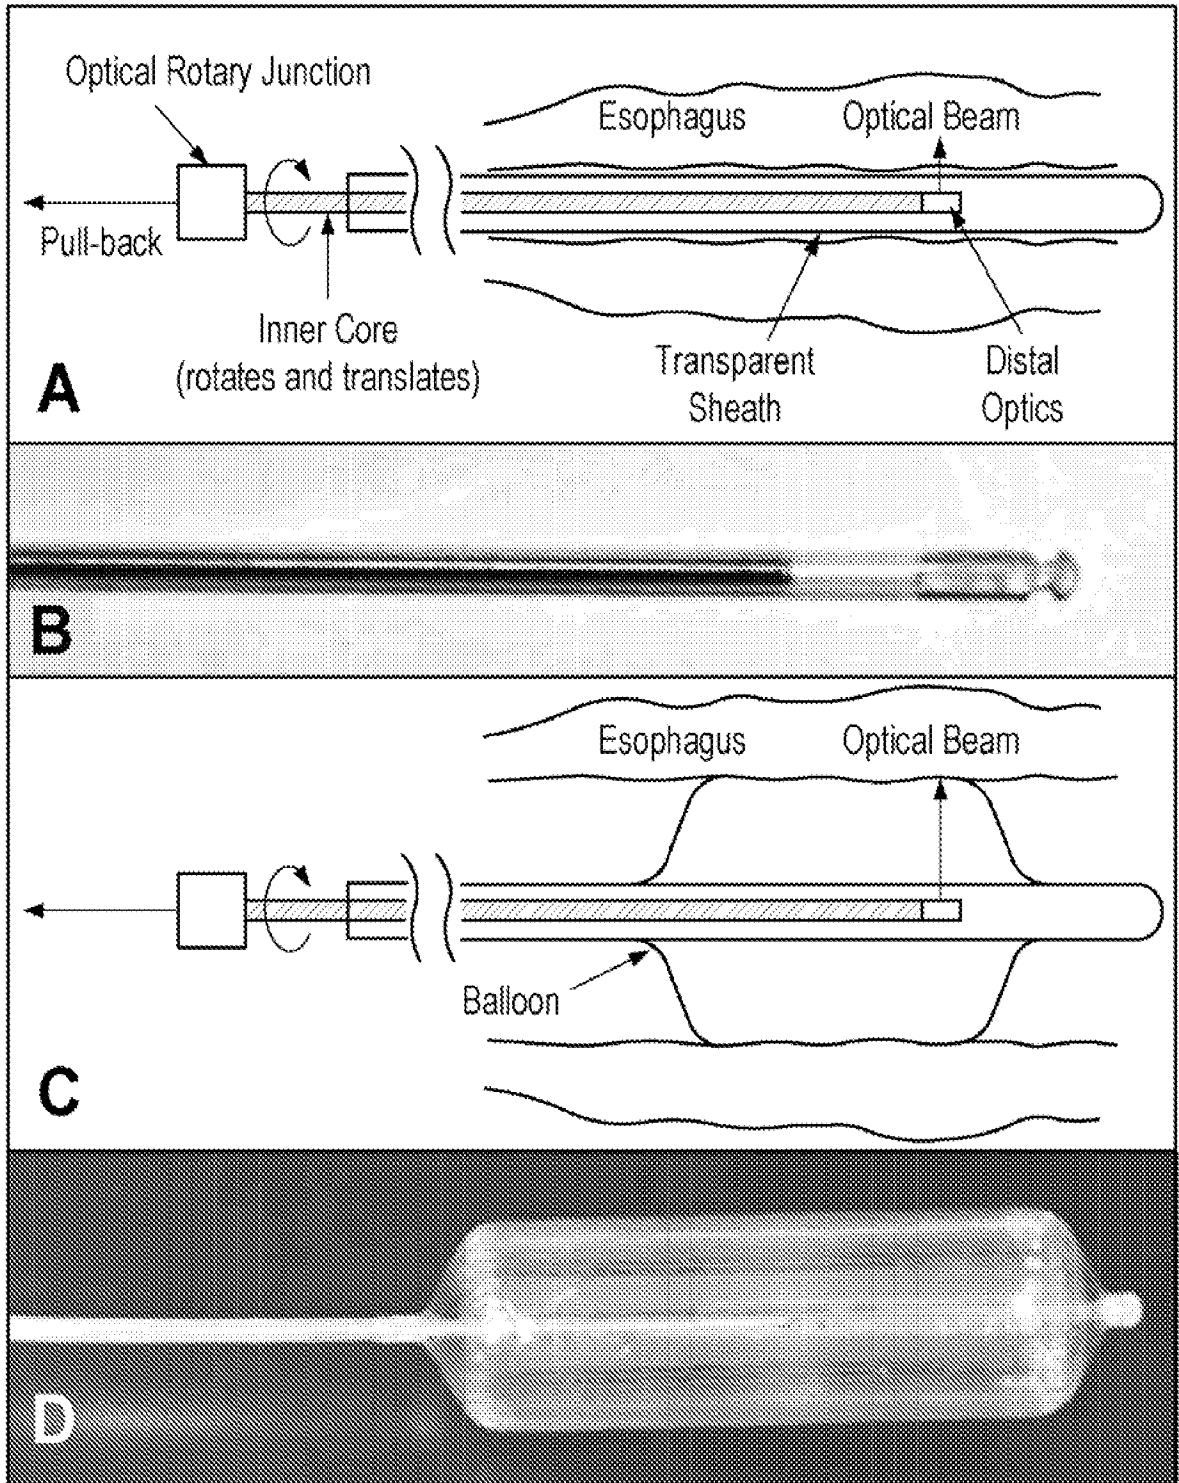 Optical Rotary Junction
Esophagus
Optical Beam
Pull-back
Inner Core
(rotates and translates)
Transparent
Sheath
Distal
Optics
A
B
Esophagus
Optical Beam
Balloon
C
D